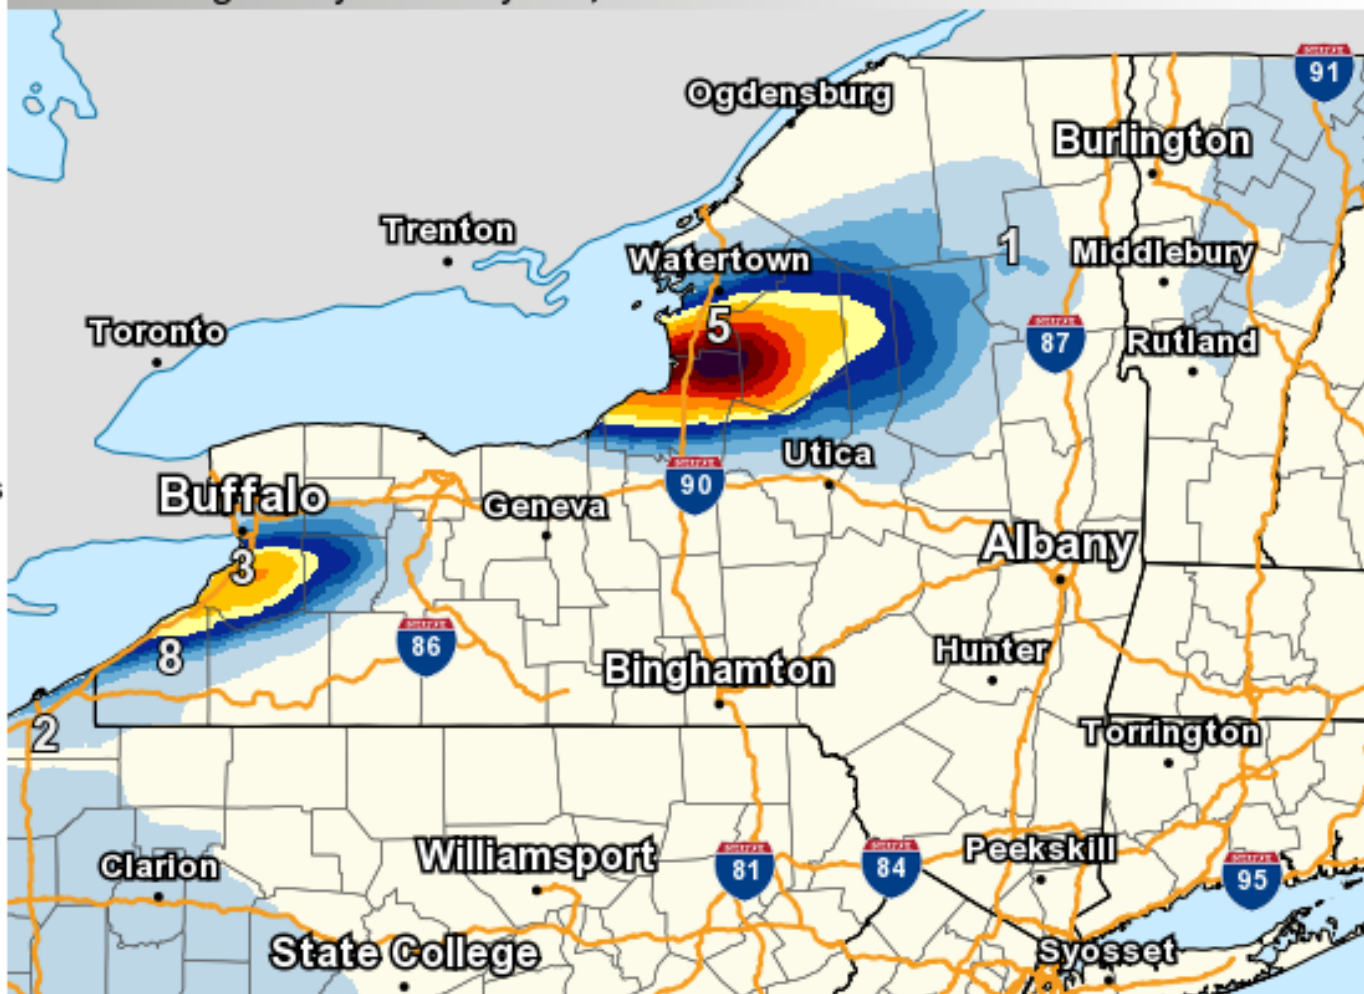 91
Ogdensburg
Burlington
Trenton
Watertown
1
Middlebury
Toronto
5
87
Rutland
Utica
Buffalo
90
Geneva
3
Albany
8
86
Binghamton
Hunter
2
Torrington
Clarion
Williamsport
81
84
Peekskill
95
State College
Syosset